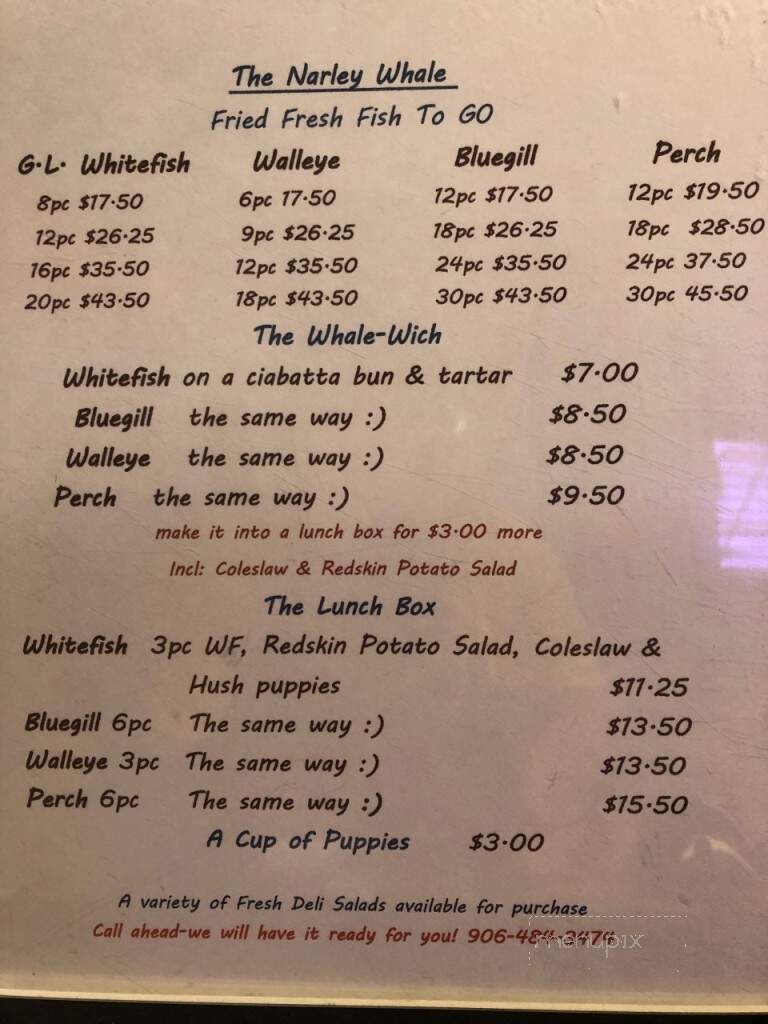 The Narley Whale
Fried Fresh Fish To GO
G.L. Whitefish Walleye Bluegill Perch
8pc $17.50 6pc 17.50 12pc $17.50 12pc $19.50
12pc $26.25 9pc $26.25 18pc $26.25 18pc $28.50
16pc $35.50 12pc $35.50 24pc $35.50 24pc 37.50
20pc $43.50 18pc $43.50 30pc $43.50 30pc 45.50
The Whale-Wich
Whitefish on a ciabatta bun & tartar $7.00
Bluegill the same way :) $8.50
Walleye the same way :) $8.50
Perch the same way :) $9.50
make it into a lunch box for $3.00 more
Incl: Coleslaw & Redskin Potato Salad
The Lunch Box
Whitefish 3pc WF, Redskin Potato Salad, Coleslaw &
Hush puppies $11.25
Bluegill 6pc The same way :) $13.50
Walleye 3pc The same way :) $13.50
Perch 6pc The same way :) $15.50
A Cup of Puppies $3.00
A variety of Fresh Deli Salads available for purchase
Call ahead-we will have it ready for you! 906-484-3474
menupix